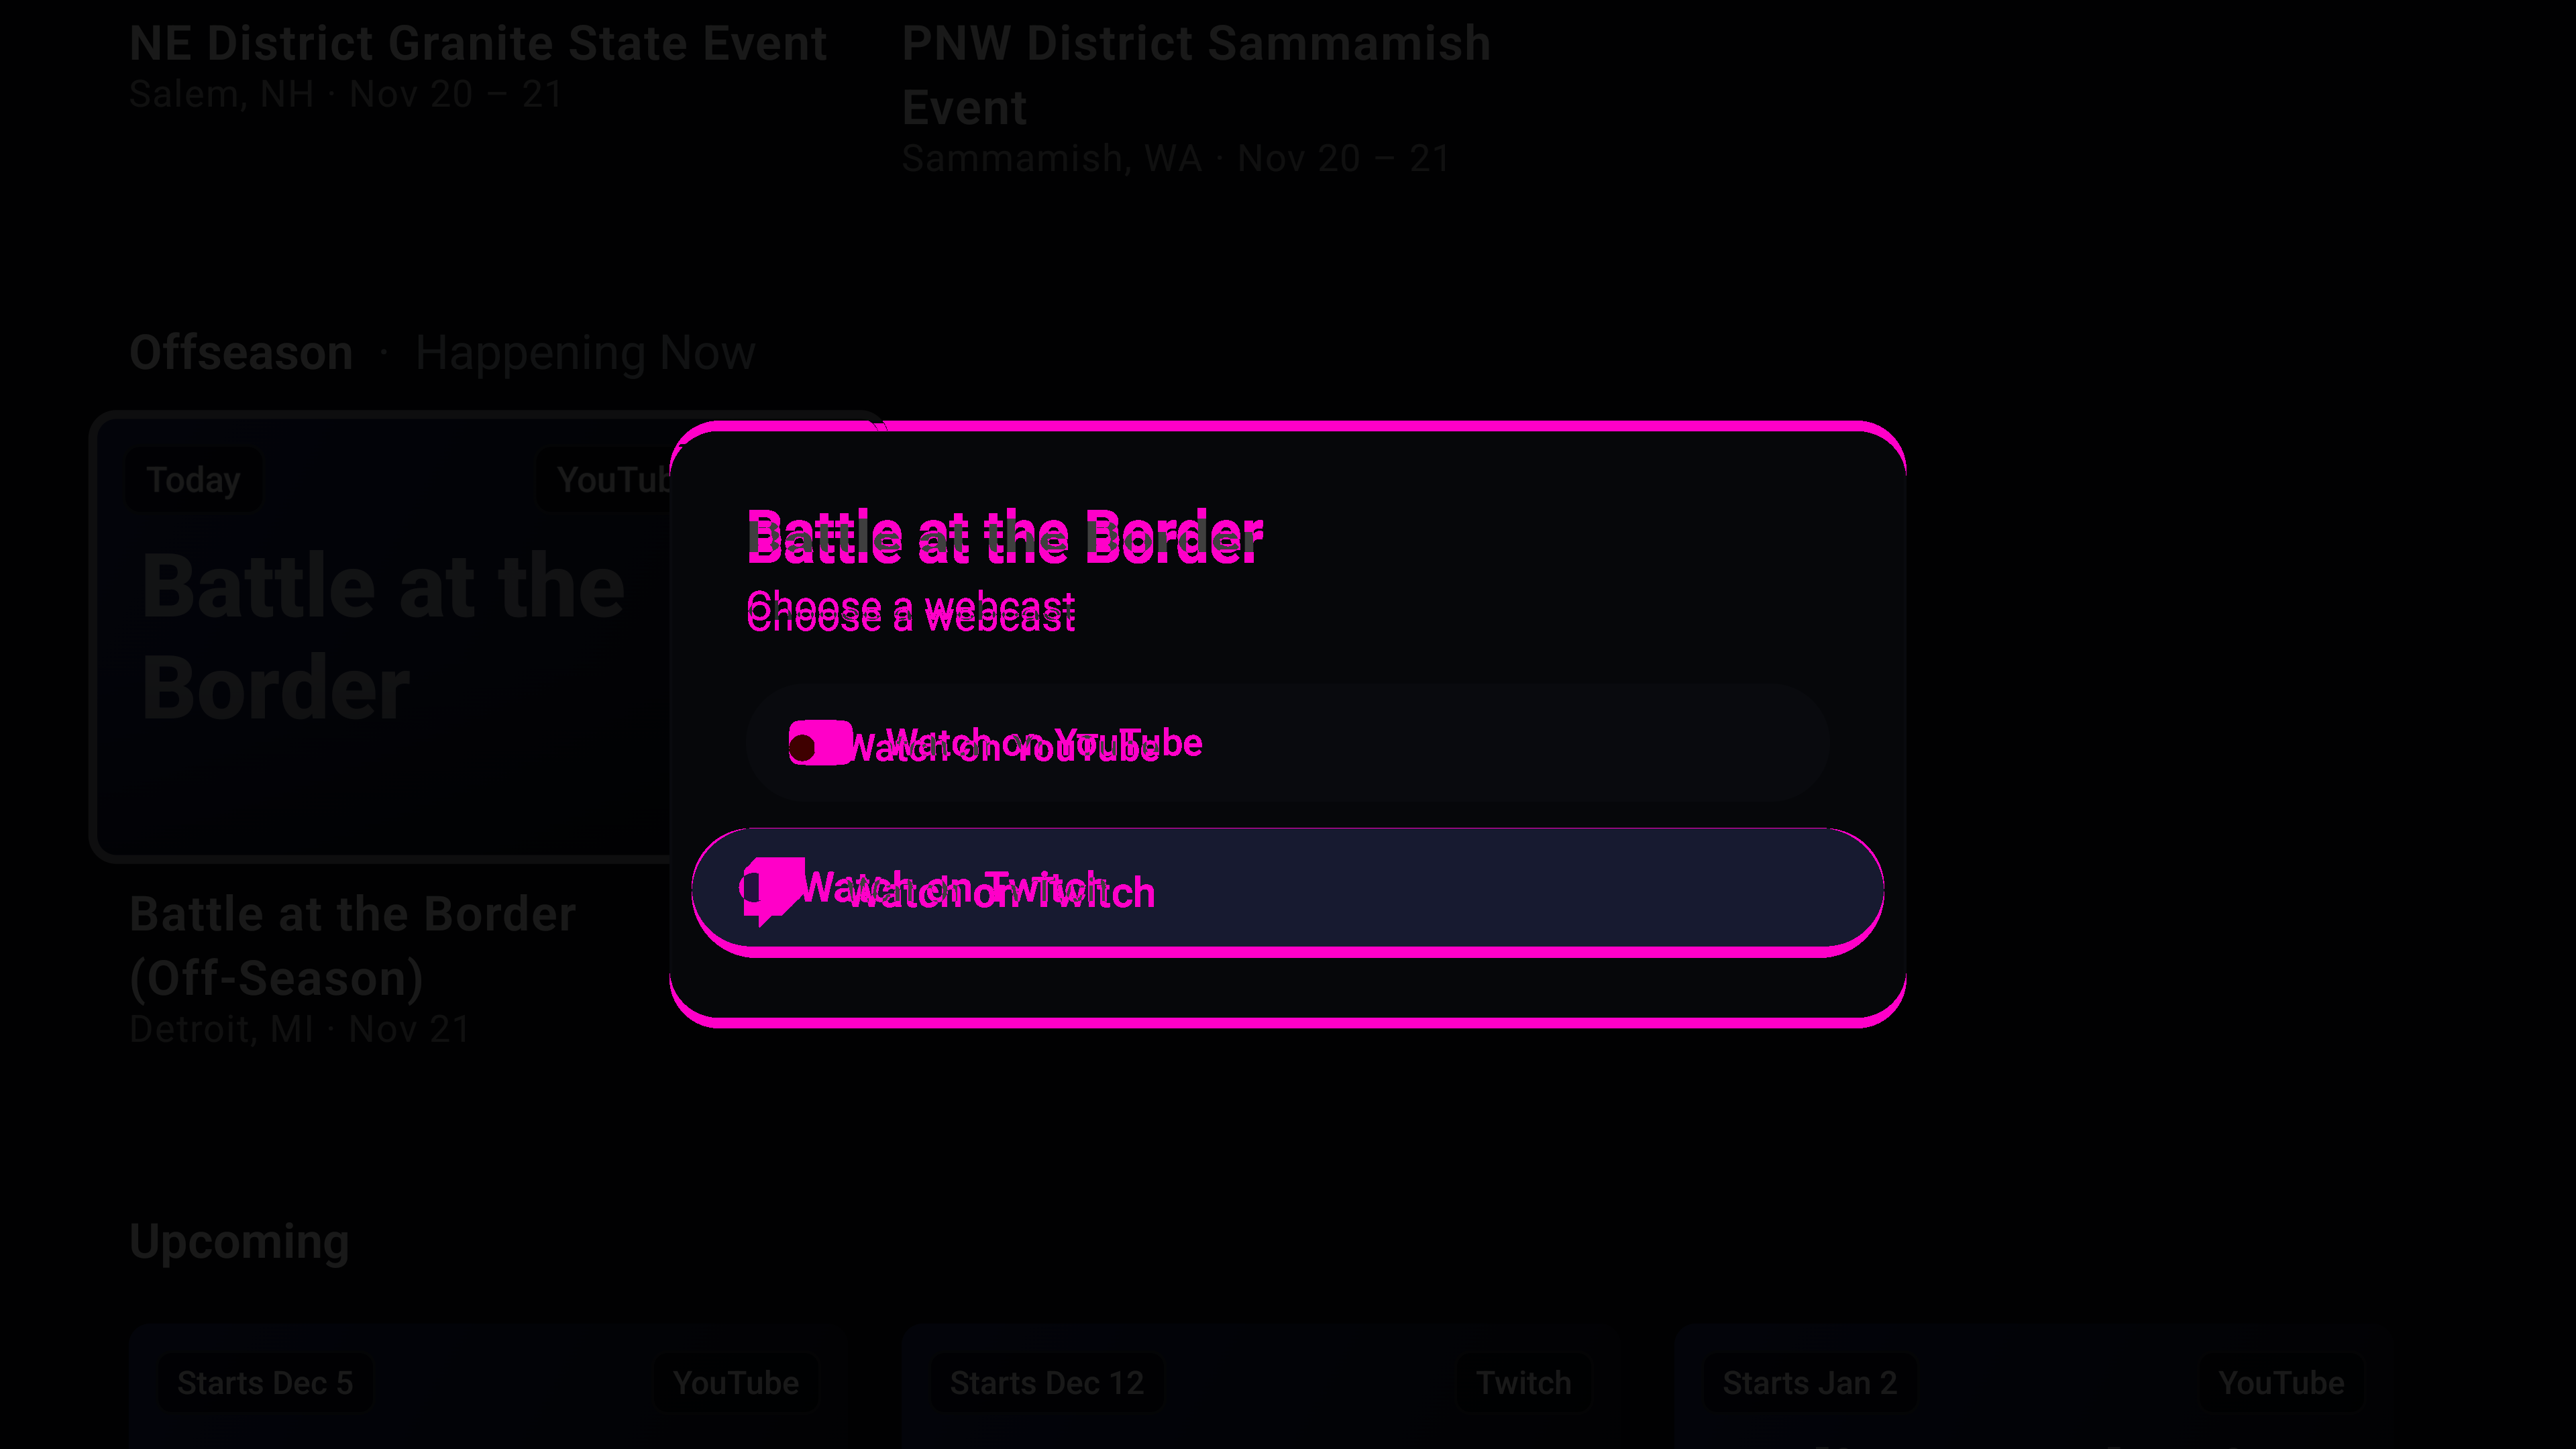 NE District Granite State Event
Salem, NH · Nov 20 – 21
PNW District Sammamish
Event
Sammamish, WA · Nov 20 – 21
Offseason · Happening Now
Today
YouTub
Battle at the
Border
Battle at the Border
(Off-Season)
Detroit, MI · Nov 21
Battle at the Border
Choose a webcast
Watch on YouTube
Watch on Twitch
Upcoming
Starts Dec 5
YouTube
Starts Dec 12
Twitch
Starts Jan 2
YouTube